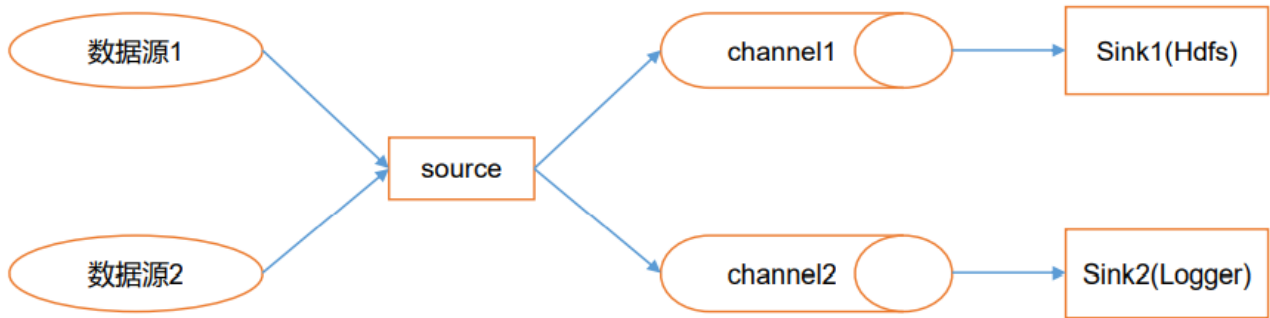 数据源1
channel1
Sink1(Hdfs)
source
数据源2
channel2
Sink2(Logger)